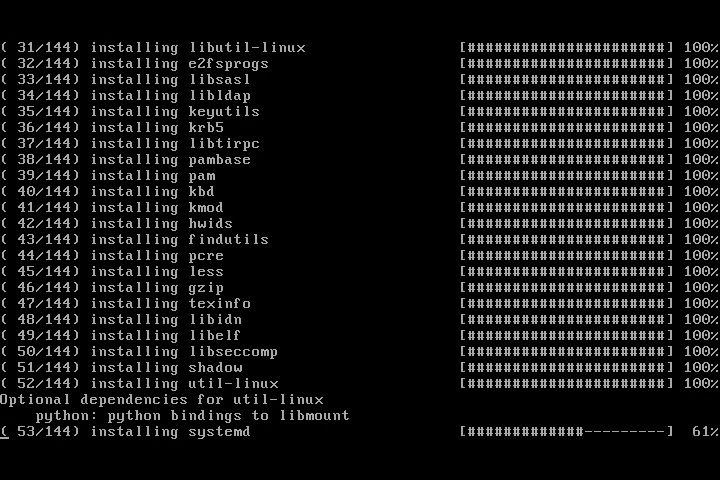 ( 31/144) installing libutil-linux [######################] 100%
( 32/144) installing e2fsprogs [######################] 100%
( 33/144) installing libsasl [######################] 100%
( 34/144) installing libldap [######################] 100%
( 35/144) installing keyutils [######################] 100%
( 36/144) installing krb5 [######################] 100%
( 37/144) installing libtirpc [######################] 100%
( 38/144) installing pambase [######################] 100%
( 39/144) installing pam [######################] 100%
( 40/144) installing kbd [######################] 100%
( 41/144) installing kmod [######################] 100%
( 42/144) installing hwids [######################] 100%
( 43/144) installing findutils [######################] 100%
( 44/144) installing pcre [######################] 100%
( 45/144) installing less [######################] 100%
( 46/144) installing gzip [######################] 100%
( 47/144) installing texinfo [######################] 100%
( 48/144) installing libidn [######################] 100%
( 49/144) installing libelf [######################] 100%
( 50/144) installing libseccomp [######################] 100%
( 51/144) installing shadow [######################] 100%
( 52/144) installing util-linux [######################] 100%
Optional dependencies for util-linux
    python: python bindings to libmount
( 53/144) installing systemd [#############---------] 61%